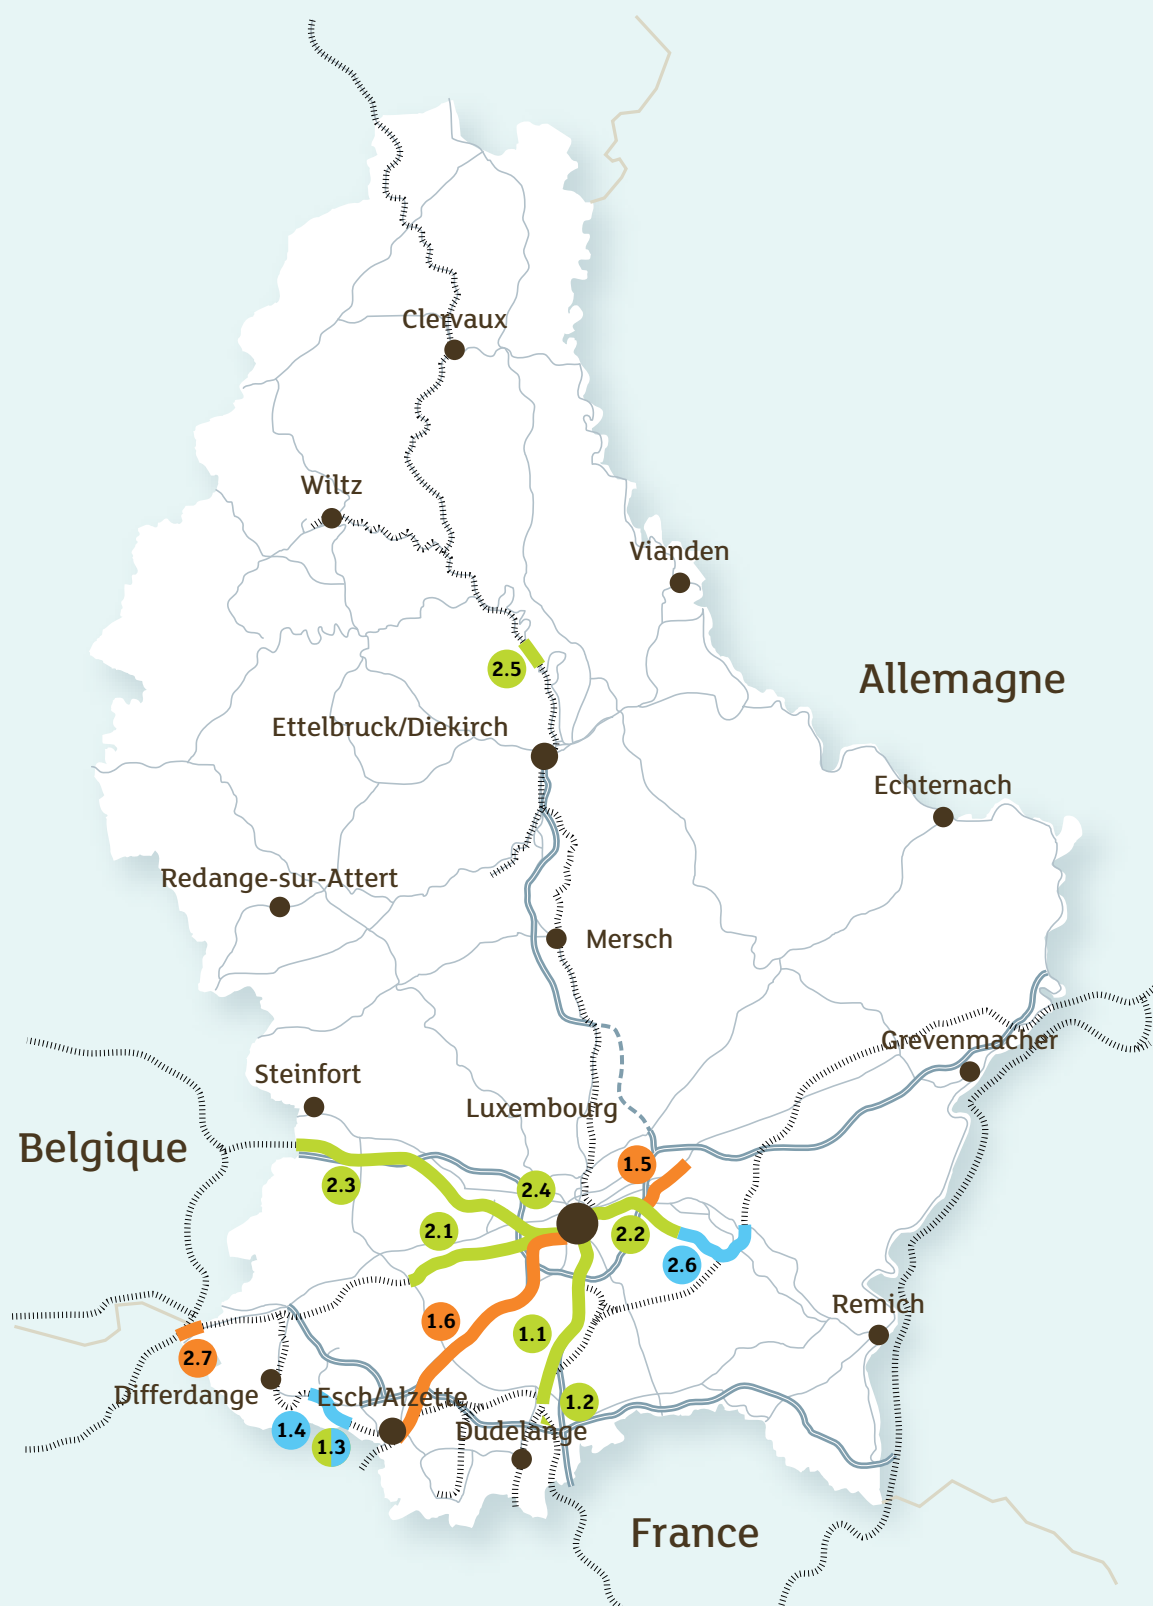 Clervaux
Wiltz
Vianden
2.5
Allemagne
Ettelbruck/Diekirch
Echternach
Redange-sur-Attert
Mersch
Grevenmacher
Steinfort
Luxembourg
Belgique
1.5
2.3
2.4
2.1
2.2
2.6
Remich
1.6
1.1
2.7
Differdange
Esch/Alzette
1.2
1.4
Dudelange
1.3
France